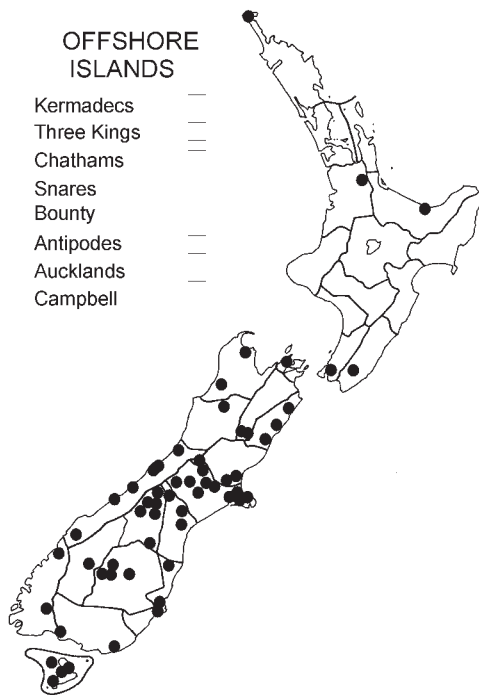 OFFSHORE
ISLANDS
Kermadecs
Three Kings
Chathams
Snares
Bounty
Antipodes
Aucklands
Campbell